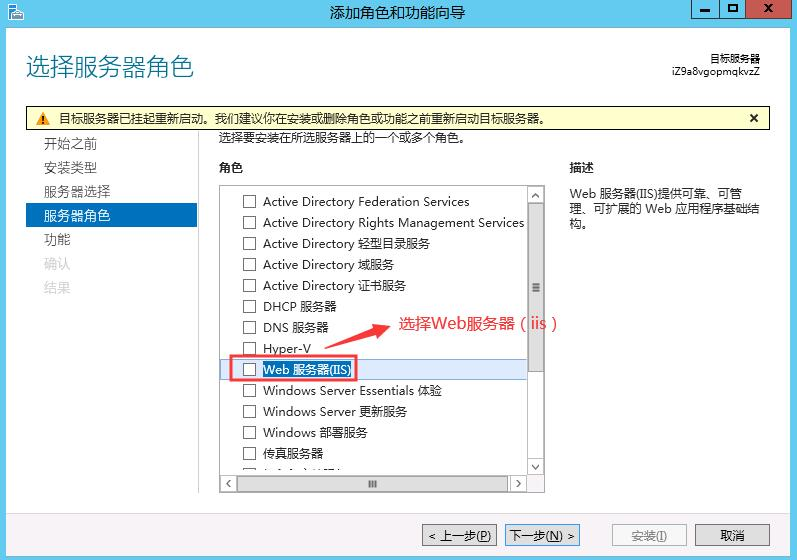 添加角色和功能向导
选择服务器角色
目标服务器
iZ9a8vgopmqkvzZ
目标服务器已挂起重新启动。我们建议你在安装或删除角色或功能之前重新启动目标服务器。
开始之前
安装类型
服务器选择
服务器角色
功能
确认
结果
选择要安装在所选服务器上的一个或多个角色。
角色
Active Directory Federation Services
Active Directory Rights Management Services
Active Directory 轻型目录服务
Active Directory 域服务
Active Directory 证书服务
DHCP 服务器
DNS 服务器
Hyper-V
Web 服务器(IIS)
Windows Server Essentials 体验
Windows Server 更新服务
Windows 部署服务
传真服务器
选择Web服务器（iis）
描述
Web 服务器(IIS)提供可靠、可管
理、可扩展的 Web 应用程序基础结
构。
< 上一步(P)
下一步(N) >
安装(I)
取消